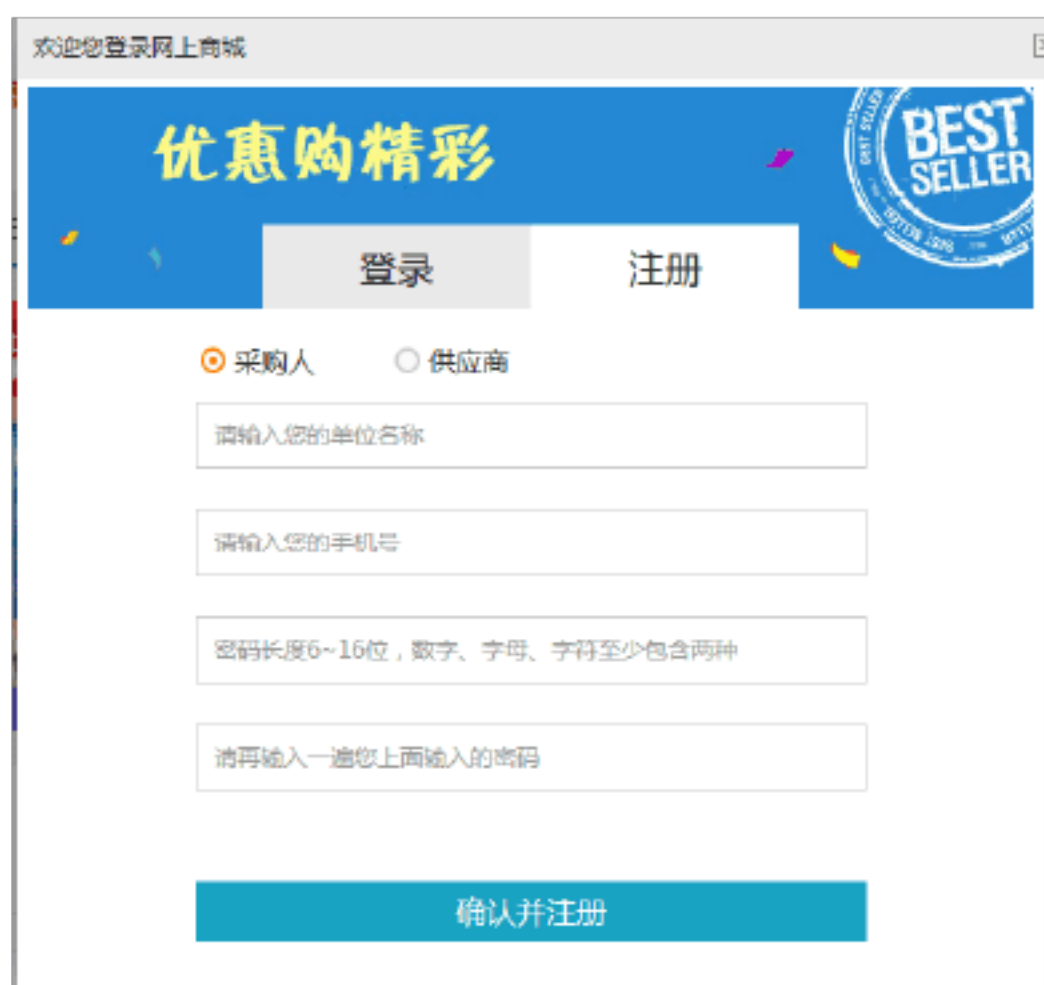 欢迎您登录网上商城
优惠购精彩
BEST
SELLER
登录
注册
采购人
供应商
请输入您的单位名称
请输入您的手机号
密码长度6~16位，数字、字母、字符至少包含两种
请再输入一遍您上面输入的密码
确认并注册